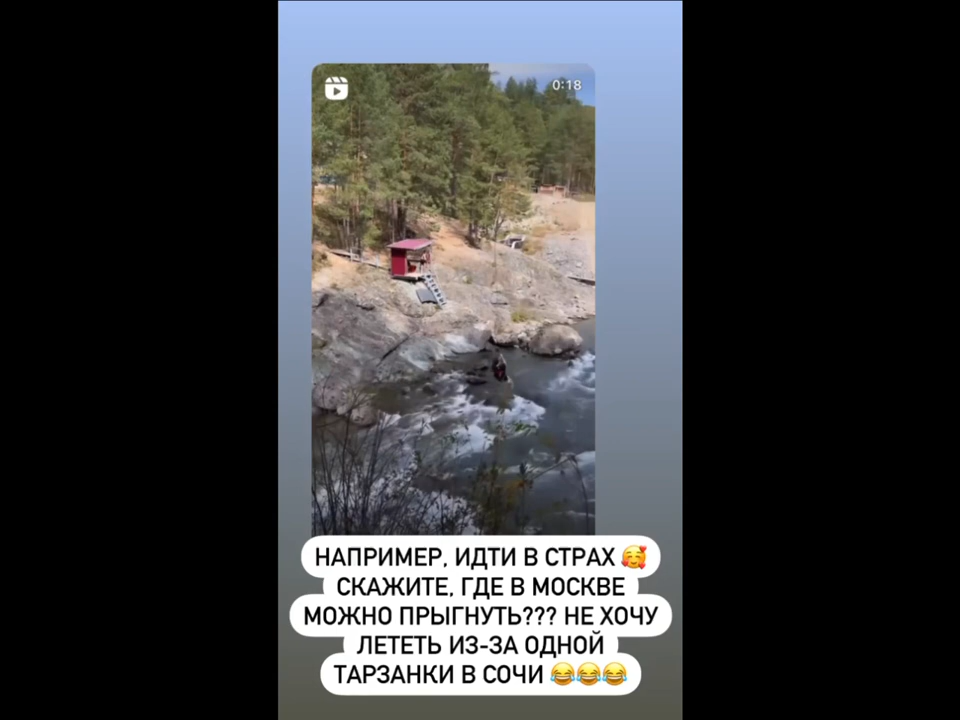 0:18
НАПРИМЕР, ИДТИ В СТРАХ 🥰
СКАЖИТЕ, ГДЕ В МОСКВЕ
МОЖНО ПРЫГНУТЬ??? НЕ ХОЧУ
ЛЕТЕТЬ ИЗ-ЗА ОДНОЙ
ТАРЗАНКИ В СОЧИ 😂😂😂